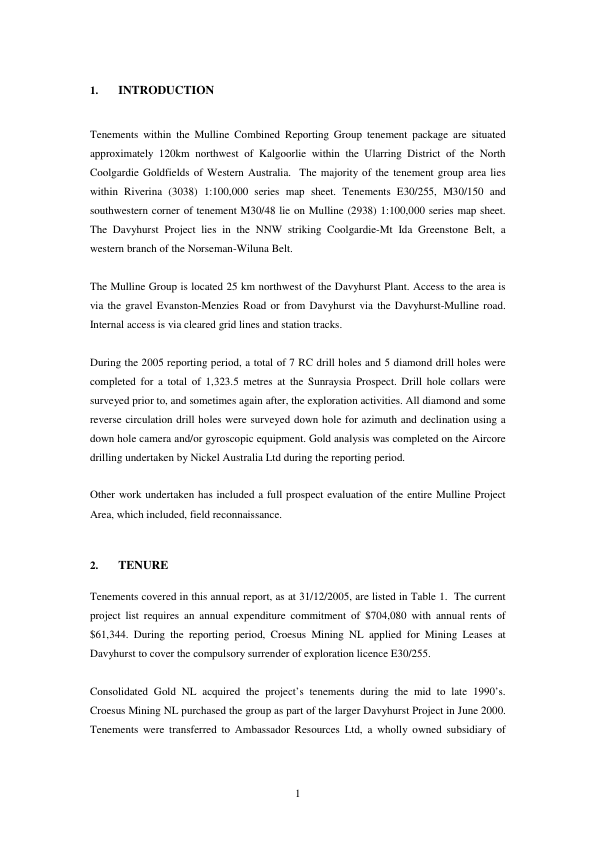 1. INTRODUCTION
Tenements within the Mulline Combined Reporting Group tenement package are situated
approximately 120km northwest of Kalgoorlie within the Ularring District of the North
Coolgardie Goldfields of Western Australia.  The majority of the tenement group area lies
within Riverina (3038) 1:100,000 series map sheet. Tenements E30/255, M30/150 and
southwestern corner of tenement M30/48 lie on Mulline (2938) 1:100,000 series map sheet.
The Davyhurst Project lies in the NNW striking Coolgardie-Mt Ida Greenstone Belt, a
western branch of the Norseman-Wiluna Belt.
The Mulline Group is located 25 km northwest of the Davyhurst Plant. Access to the area is
via the gravel Evanston-Menzies Road or from Davyhurst via the Davyhurst-Mulline road.
Internal access is via cleared grid lines and station tracks.
During the 2005 reporting period, a total of 7 RC drill holes and 5 diamond drill holes were
completed for a total of 1,323.5 metres at the Sunraysia Prospect. Drill hole collars were
surveyed prior to, and sometimes again after, the exploration activities. All diamond and some
reverse circulation drill holes were surveyed down hole for azimuth and declination using a
down hole camera and/or gyroscopic equipment. Gold analysis was completed on the Aircore
drilling undertaken by Nickel Australia Ltd during the reporting period.
Other work undertaken has included a full prospect evaluation of the entire Mulline Project
Area, which included, field reconnaissance.
2. TENURE
Tenements covered in this annual report, as at 31/12/2005, are listed in Table 1.  The current
project list requires an annual expenditure commitment of $704,080 with annual rents of
$61,344. During the reporting period, Croesus Mining NL applied for Mining Leases at
Davyhurst to cover the compulsory surrender of exploration licence E30/255.
Consolidated Gold NL acquired the project’s tenements during the mid to late 1990’s.
Croesus Mining NL purchased the group as part of the larger Davyhurst Project in June 2000.
Tenements were transferred to Ambassador Resources Ltd, a wholly owned subsidiary of
1